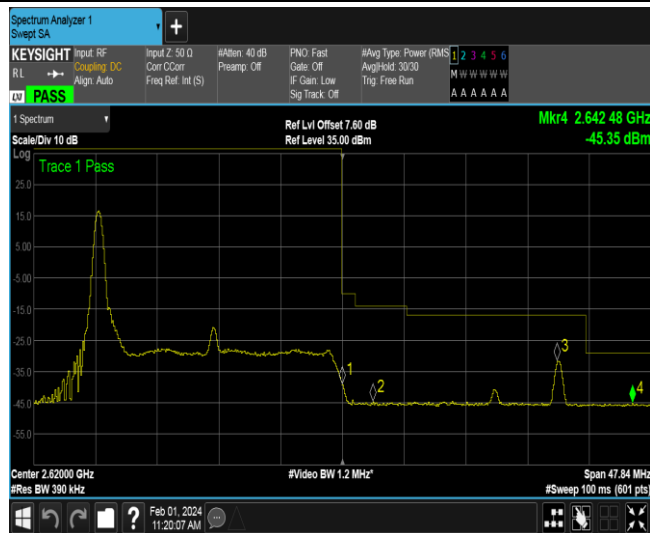 Spectrum Analyzer 1
Swept SA
+
KEYSIGHT
RL
LXI
PASS
Input: RF
Coupling: DC
Align: Auto
Input Z: 50 Ω
Corr CCorr
Freq Ref: Int (S)
#Atten: 40 dB
Preamp: Off
PNO: Fast
Gate: Off
IF Gain: Low
Sig Track: Off
#Avg Type: Power (RMS
Avg|Hold: 30/30
Trig: Free Run
1 2 3 4 5 6
M W W W W W
A A A A A A
1 Spectrum
Scale/Div 10 dB
Ref Lvl Offset 7.60 dB
Ref Level 35.00 dBm
Mkr4 2.642 48 GHz
-45.35 dBm
Log
Trace 1 Pass
25.0
15.0
5.00
-5.00
-15.0
-25.0
-35.0
-45.0
-55.0
1
2
3
4
Center 2.62000 GHz
#Res BW 390 kHz
#Video BW 1.2 MHz*
Span 47.84 MHz
#Sweep 100 ms (601 pts)
?
Feb 01, 2024
11:20:07 AM